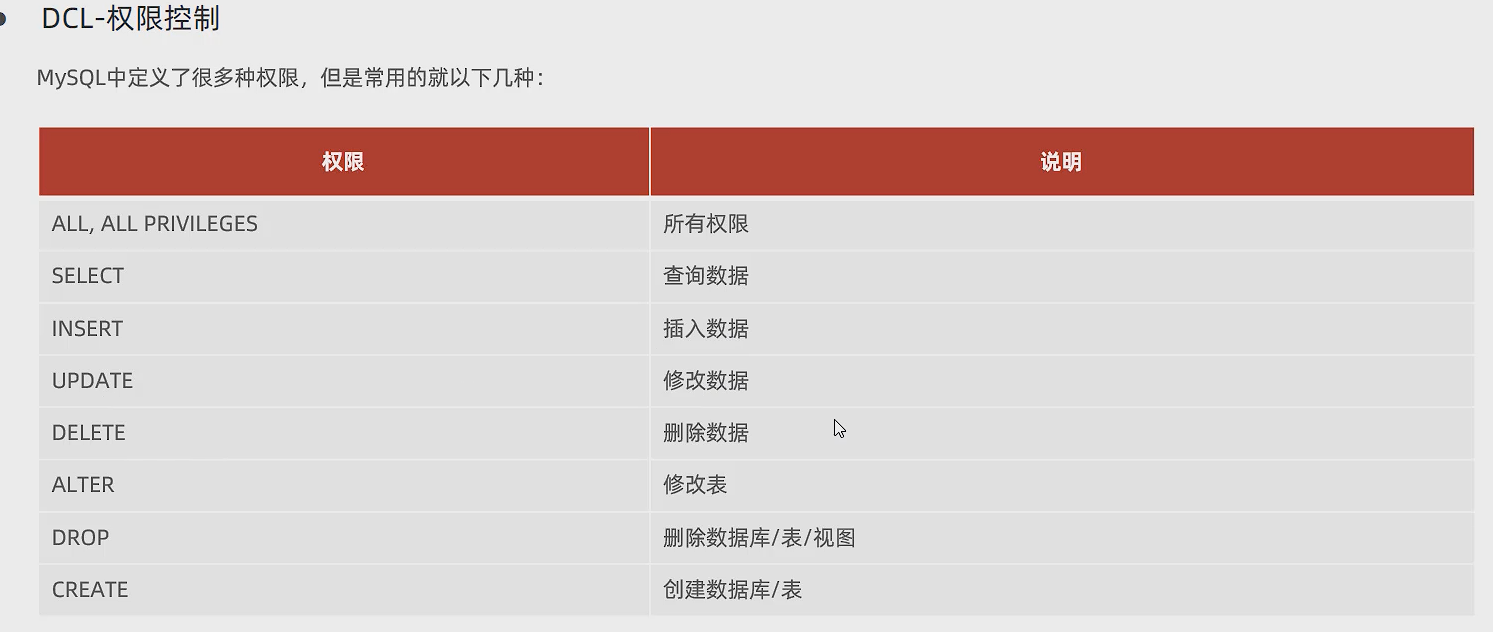 DCL-权限控制
MySQL中定义了很多种权限，但是常用的就以下几种：
权限 说明
ALL, ALL PRIVILEGES 所有权限
SELECT 查询数据
INSERT 插入数据
UPDATE 修改数据
DELETE 删除数据
ALTER 修改表
DROP 删除数据库/表/视图
CREATE 创建数据库/表